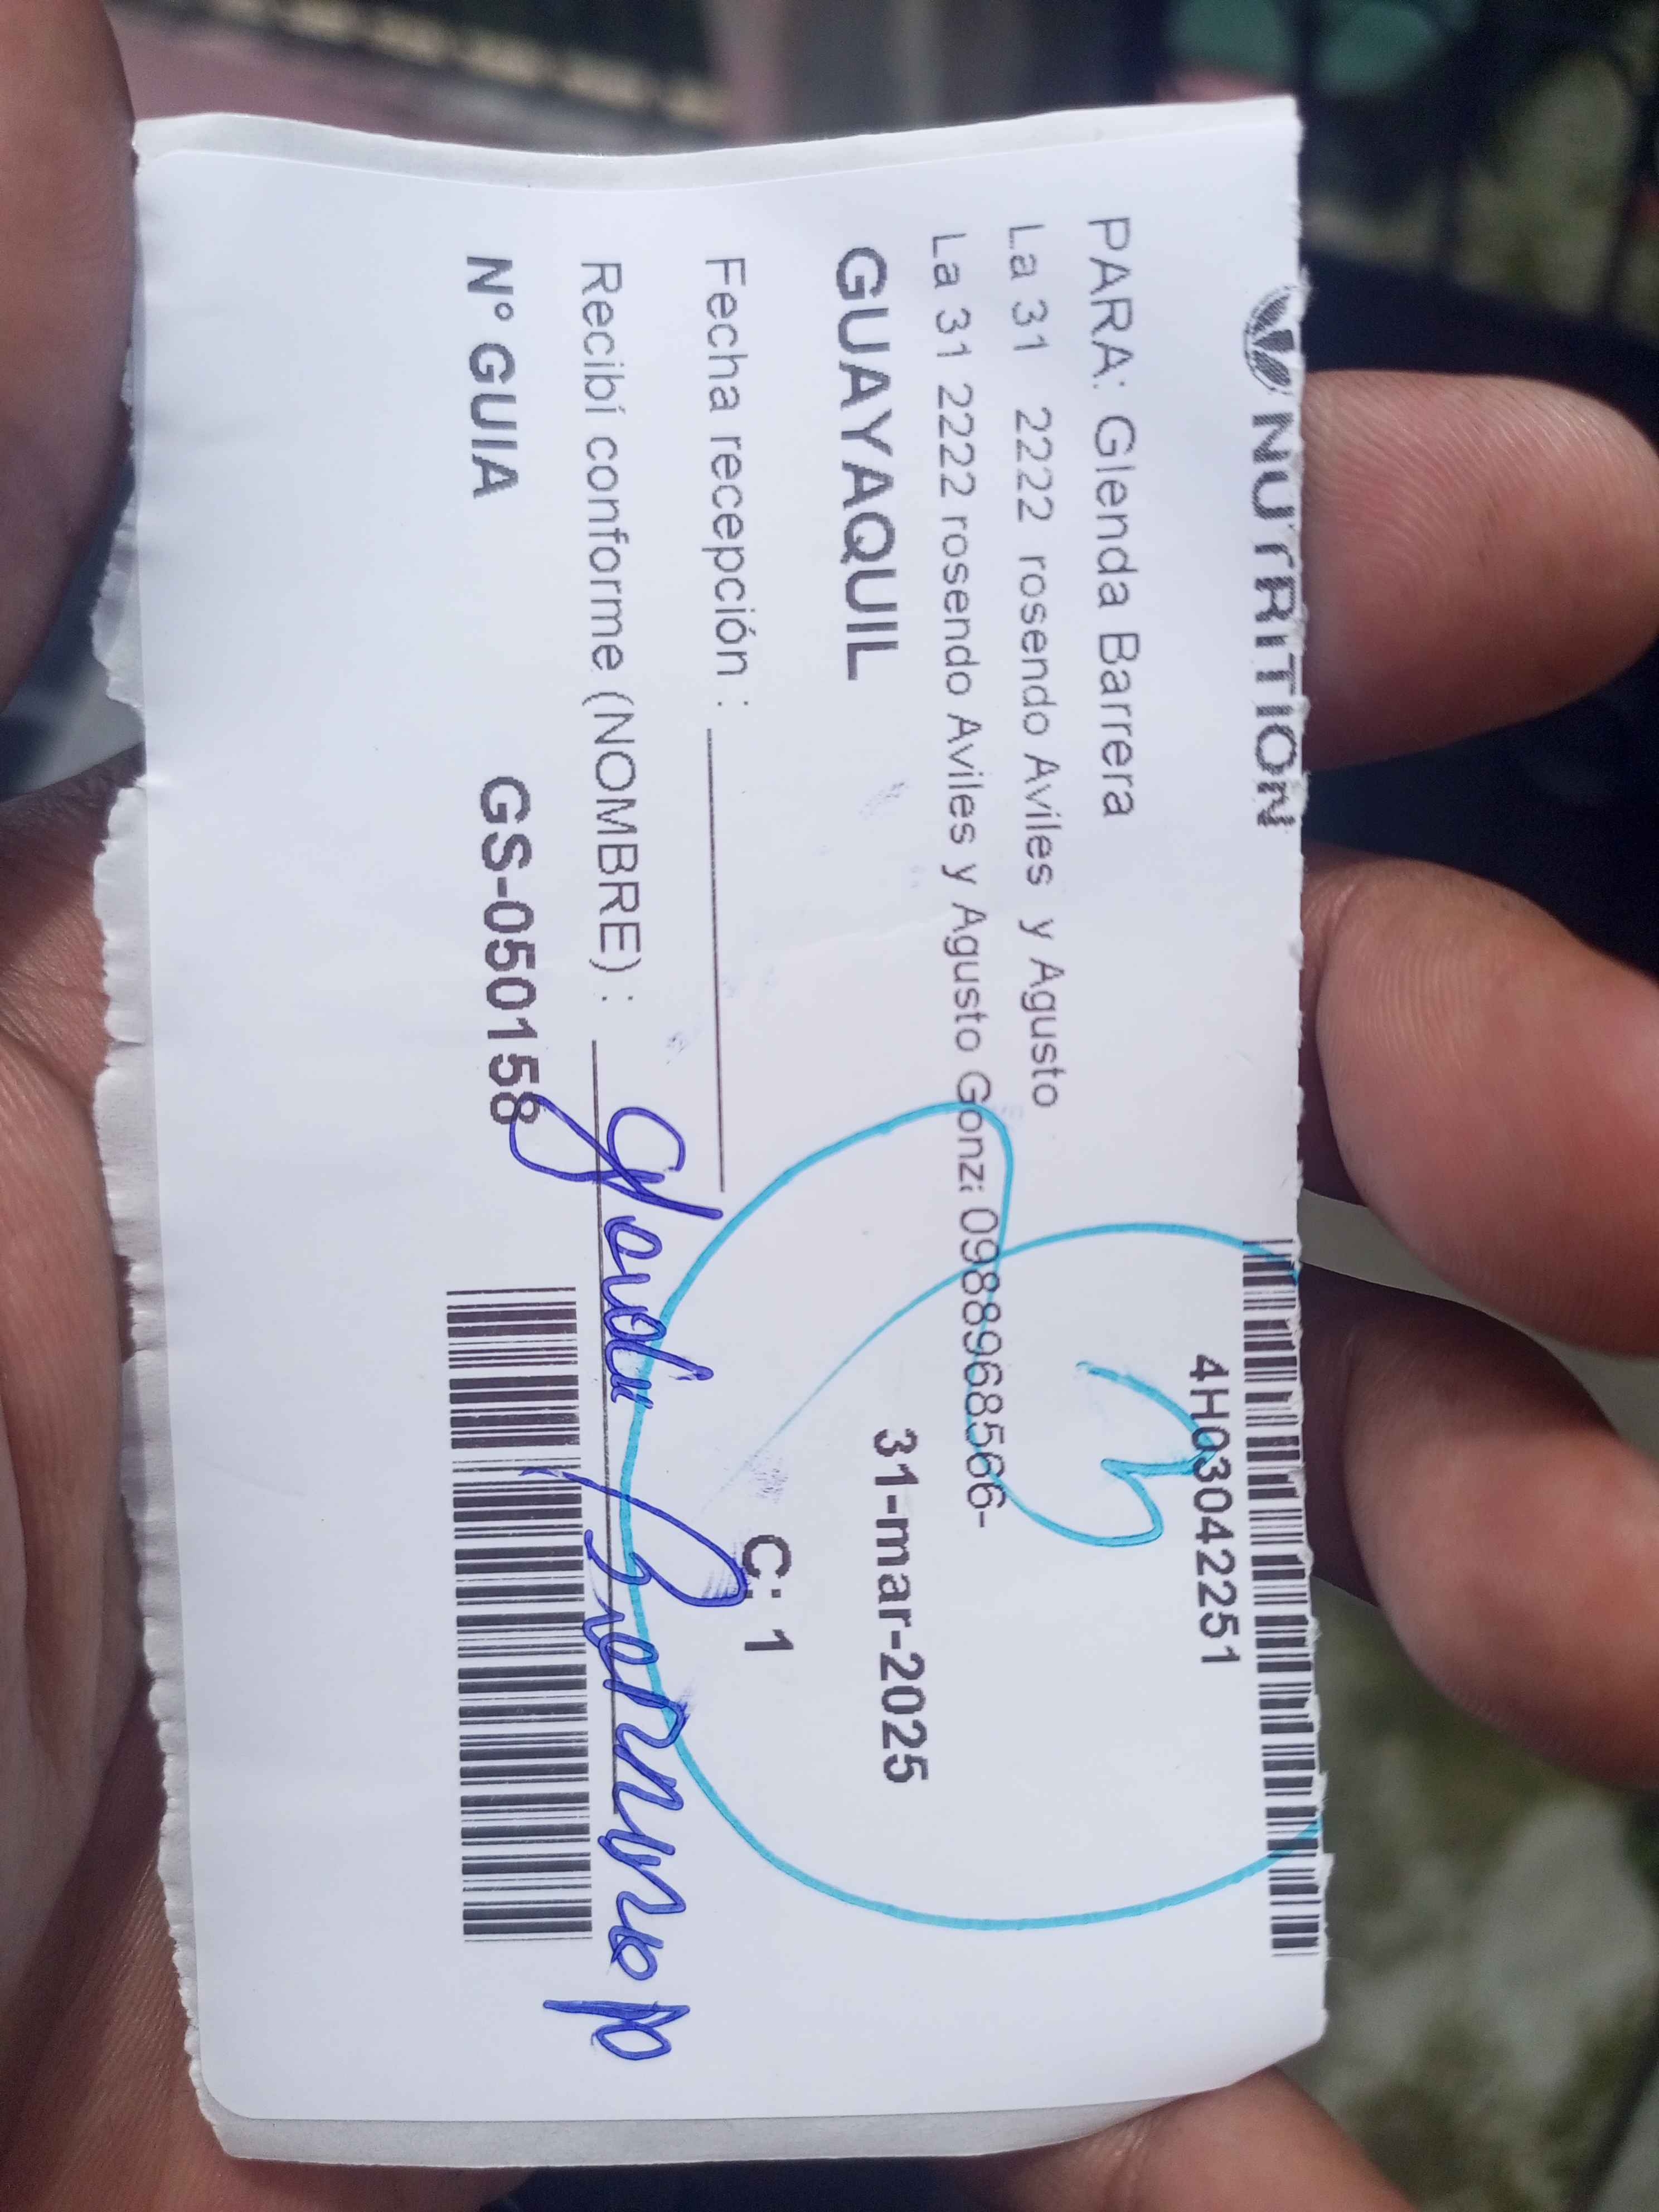 NUTRITION
4H03042251
PARA: Glenda Barrera
La 31 2222 rosendo Aviles y Agusto
La 31 2222 rosendo Aviles y Agusto Gonzi 0988968566-
GUAYAQUIL 31-mar-2025
Fecha recepción :
C: 1
Recibí conforme (NOMBRE) :
N° GUIA GS-050158